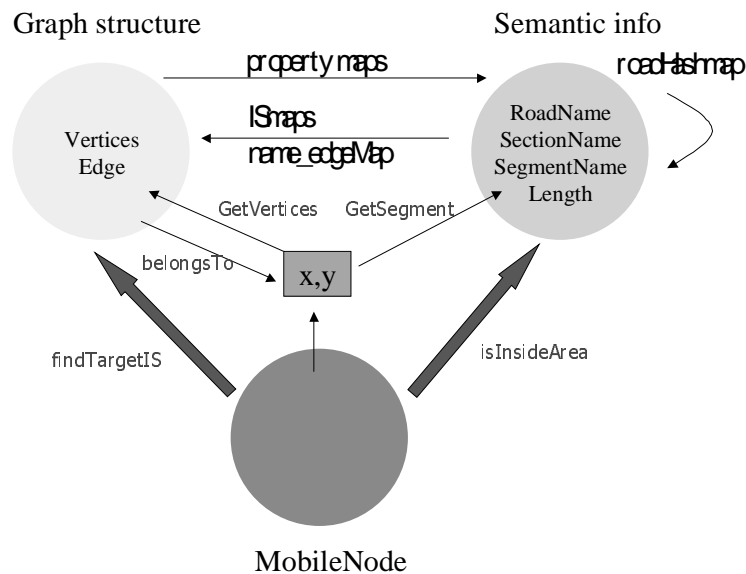 Graph structure
Semantic info
property maps
roadHashmap
ISmaps
name_edgeMap
Vertices
Edge
RoadName
SectionName
SegmentName
Length
GetVertices
GetSegment
belongsTo
x,y
findTargetIS
isInsideArea
MobileNode